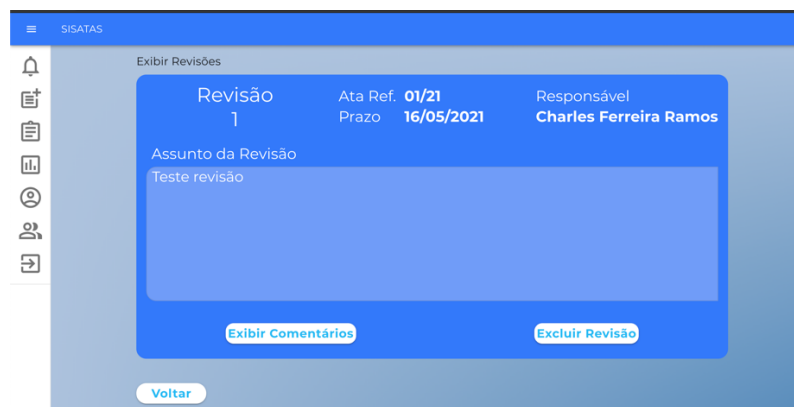 SISATAS
Exibir Revisões
Revisão
1
Ata Ref. 01/21
Prazo 16/05/2021
Responsável
Charles Ferreira Ramos
Assunto da Revisão
Teste revisão
Exibir Comentários
Excluir Revisão
Voltar